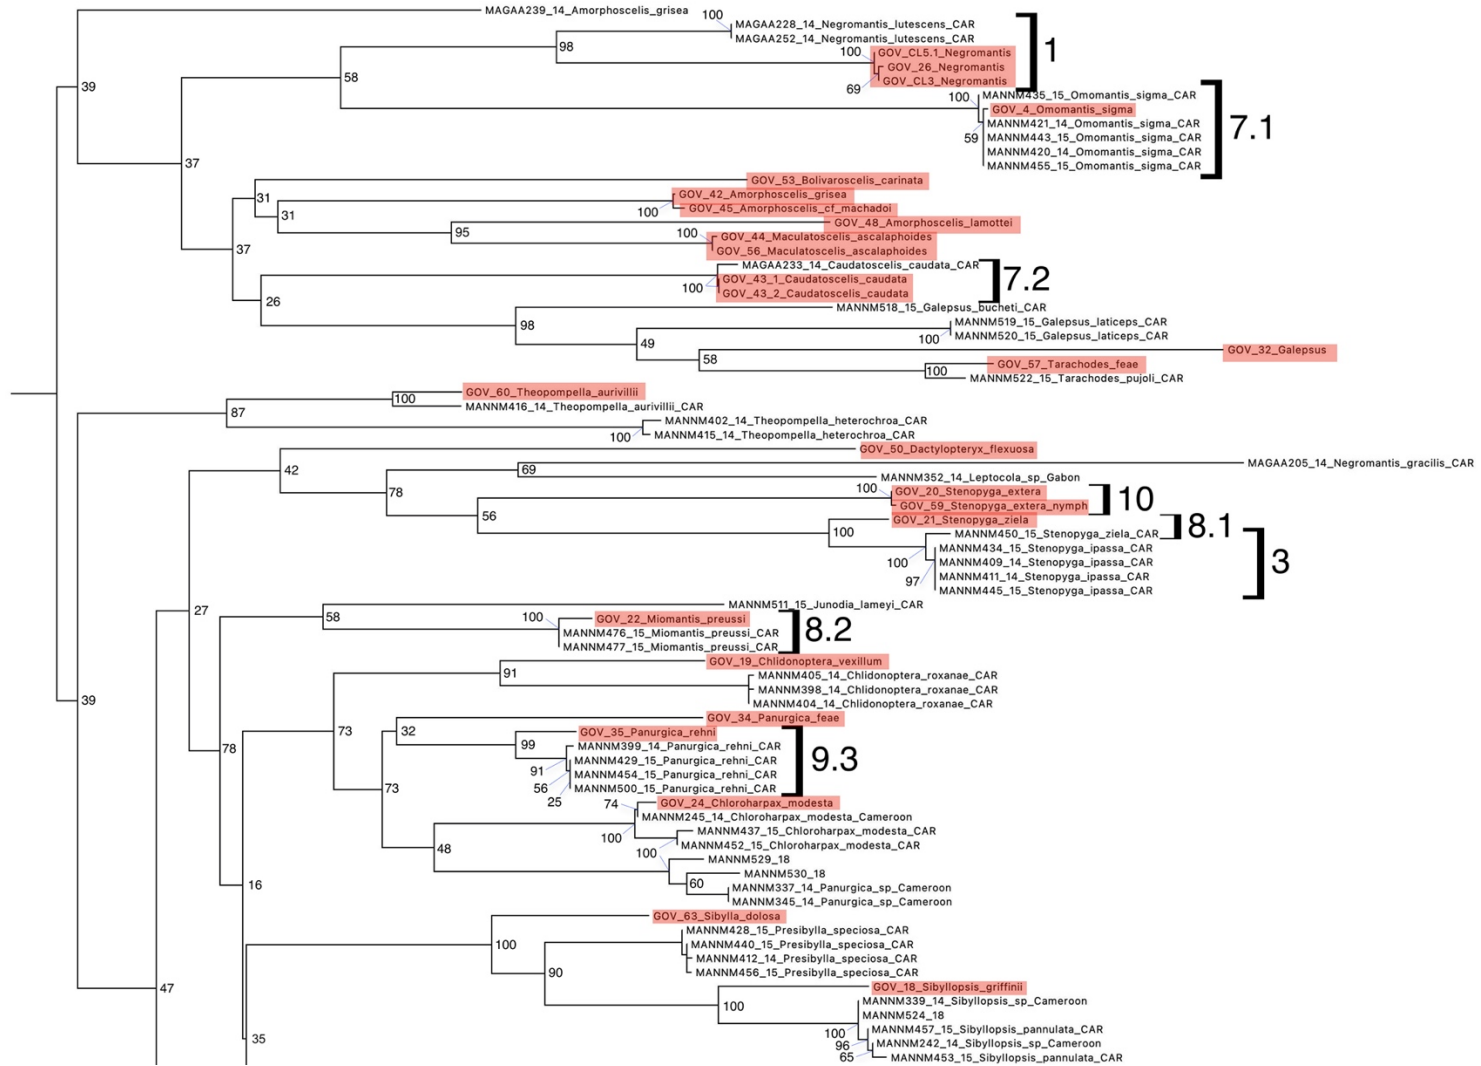 MAGAA239_14_Amorphoscelis_grisea
100
MAGAA228_14_Negromantis_lutescens_CAR
MAGAA252_14_Negromantis_lutescens_CAR
1
98
100
GOV_CL5.1_Negromantis
GOV_26_Negromantis
58
39
GOV_CL3_Negromantis
69
100
MANNM435_15_Omomantis_sigma_CAR
GOV_4_Omomantis_sigma
MANNM421_14_Omomantis_sigma_CAR
7.1
59
MANNM443_15_Omomantis_sigma_CAR
MANNM420_14_Omomantis_sigma_CAR
37
MANNM455_15_Omomantis_sigma_CAR
GOV_53_Bolivaroscelis_carinata
31
GOV_42_Amorphoscelis_grisea
100
GOV_45_Amorphoscelis_cf_machadoi
31
GOV_48_Amorphoscelis_lamottei
95
100
GOV_44_Maculatoscelis_ascalaphoides
37
GOV_56_Maculatoscelis_ascalaphoides
MAGAA233_14_Caudatoscelis_caudata_CAR
7.2
GOV_43_1_Caudatoscelis_caudata
100
GOV_43_2_Caudatoscelis_caudata
26
MANNM518_15_Galepsus_bucheti_CAR
98
MANNM519_15_Galepsus_laticeps_CAR
100
MANNM520_15_Galepsus_laticeps_CAR
49
GOV_32_Galepsus
58
GOV_57_Tarachodes_feae
100
MANNM522_15_Tarachodes_pujoli_CAR
GOV_60_Theopompella_aurivillii
100
MANNM416_14_Theopompella_aurivillii_CAR
87
MANNM402_14_Theopompella_heterochroa_CAR
100
MANNM415_14_Theopompella_heterochroa_CAR
GOV_50_Dactylopteryx_flexuosa
MAGAA205_14_Negromantis_gracilis_CAR
42
69
MANNM352_14_Leptocola_sp_Gabon
78
100
GOV_20_Stenopyga_extera
10
GOV_59_Stenopyga_extera_nymph
56
GOV_21_Stenopyga_ziela
8.1
100
MANNM450_15_Stenopyga_ziela_CAR
MANNM434_15_Stenopyga_ipassa_CAR
100
MANNM409_14_Stenopyga_ipassa_CAR
3
97
MANNM411_14_Stenopyga_ipassa_CAR
MANNM445_15_Stenopyga_ipassa_CAR
27
MANNM511_15_Junodia_lameyi_CAR
58
100
GOV_22_Miomantis_preussi
MANNM476_15_Miomantis_preussi_CAR
8.2
MANNM477_15_Miomantis_preussi_CAR
GOV_19_Chlidonoptera_vexillum
91
MANNM405_14_Chlidonoptera_roxanae_CAR
MANNM398_14_Chlidonoptera_roxanae_CAR
39
MANNM404_14_Chlidonoptera_roxanae_CAR
GOV_34_Panurgica_feae
73
32
GOV_35_Panurgica_rehni
99
MANNM399_14_Panurgica_rehni_CAR
78
MANNM429_15_Panurgica_rehni_CAR
9.3
91
MANNM454_15_Panurgica_rehni_CAR
56
MANNM500_15_Panurgica_rehni_CAR
73
25
74
GOV_24_Chloroharpax_modesta
MANNM245_14_Chloroharpax_modesta_Cameroon
MANNM437_15_Chloroharpax_modesta_CAR
100
MANNM452_15_Chloroharpax_modesta_CAR
48
100
MANNM529_18
MANNM530_18
60
MANNM337_14_Panurgica_sp_Cameroon
16
MANNM345_14_Panurgica_sp_Cameroon
GOV_63_Sibylla_dolosa
MANNM428_15_Presibylla_speciosa_CAR
100
MANNM440_15_Presibylla_speciosa_CAR
MANNM412_14_Presibylla_speciosa_CAR
90
MANNM456_15_Presibylla_speciosa_CAR
47
GOV_18_Sibyllopsis_griffinii
MANNM339_14_Sibyllopsis_sp_Cameroon
100
MANNM524_18
MANNM457_15_Sibyllopsis_pannulata_CAR
100
35
MANNM242_14_Sibyllopsis_sp_Cameroon
96
MANNM453_15_Sibyllopsis_pannulata_CAR
65